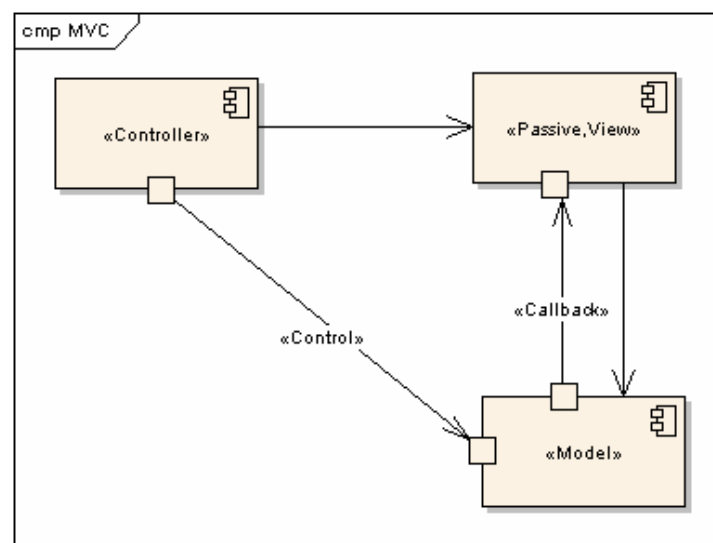 cmp MVC
«Controller»
«Passive,View»
«Callback»
«Control»
«Model»